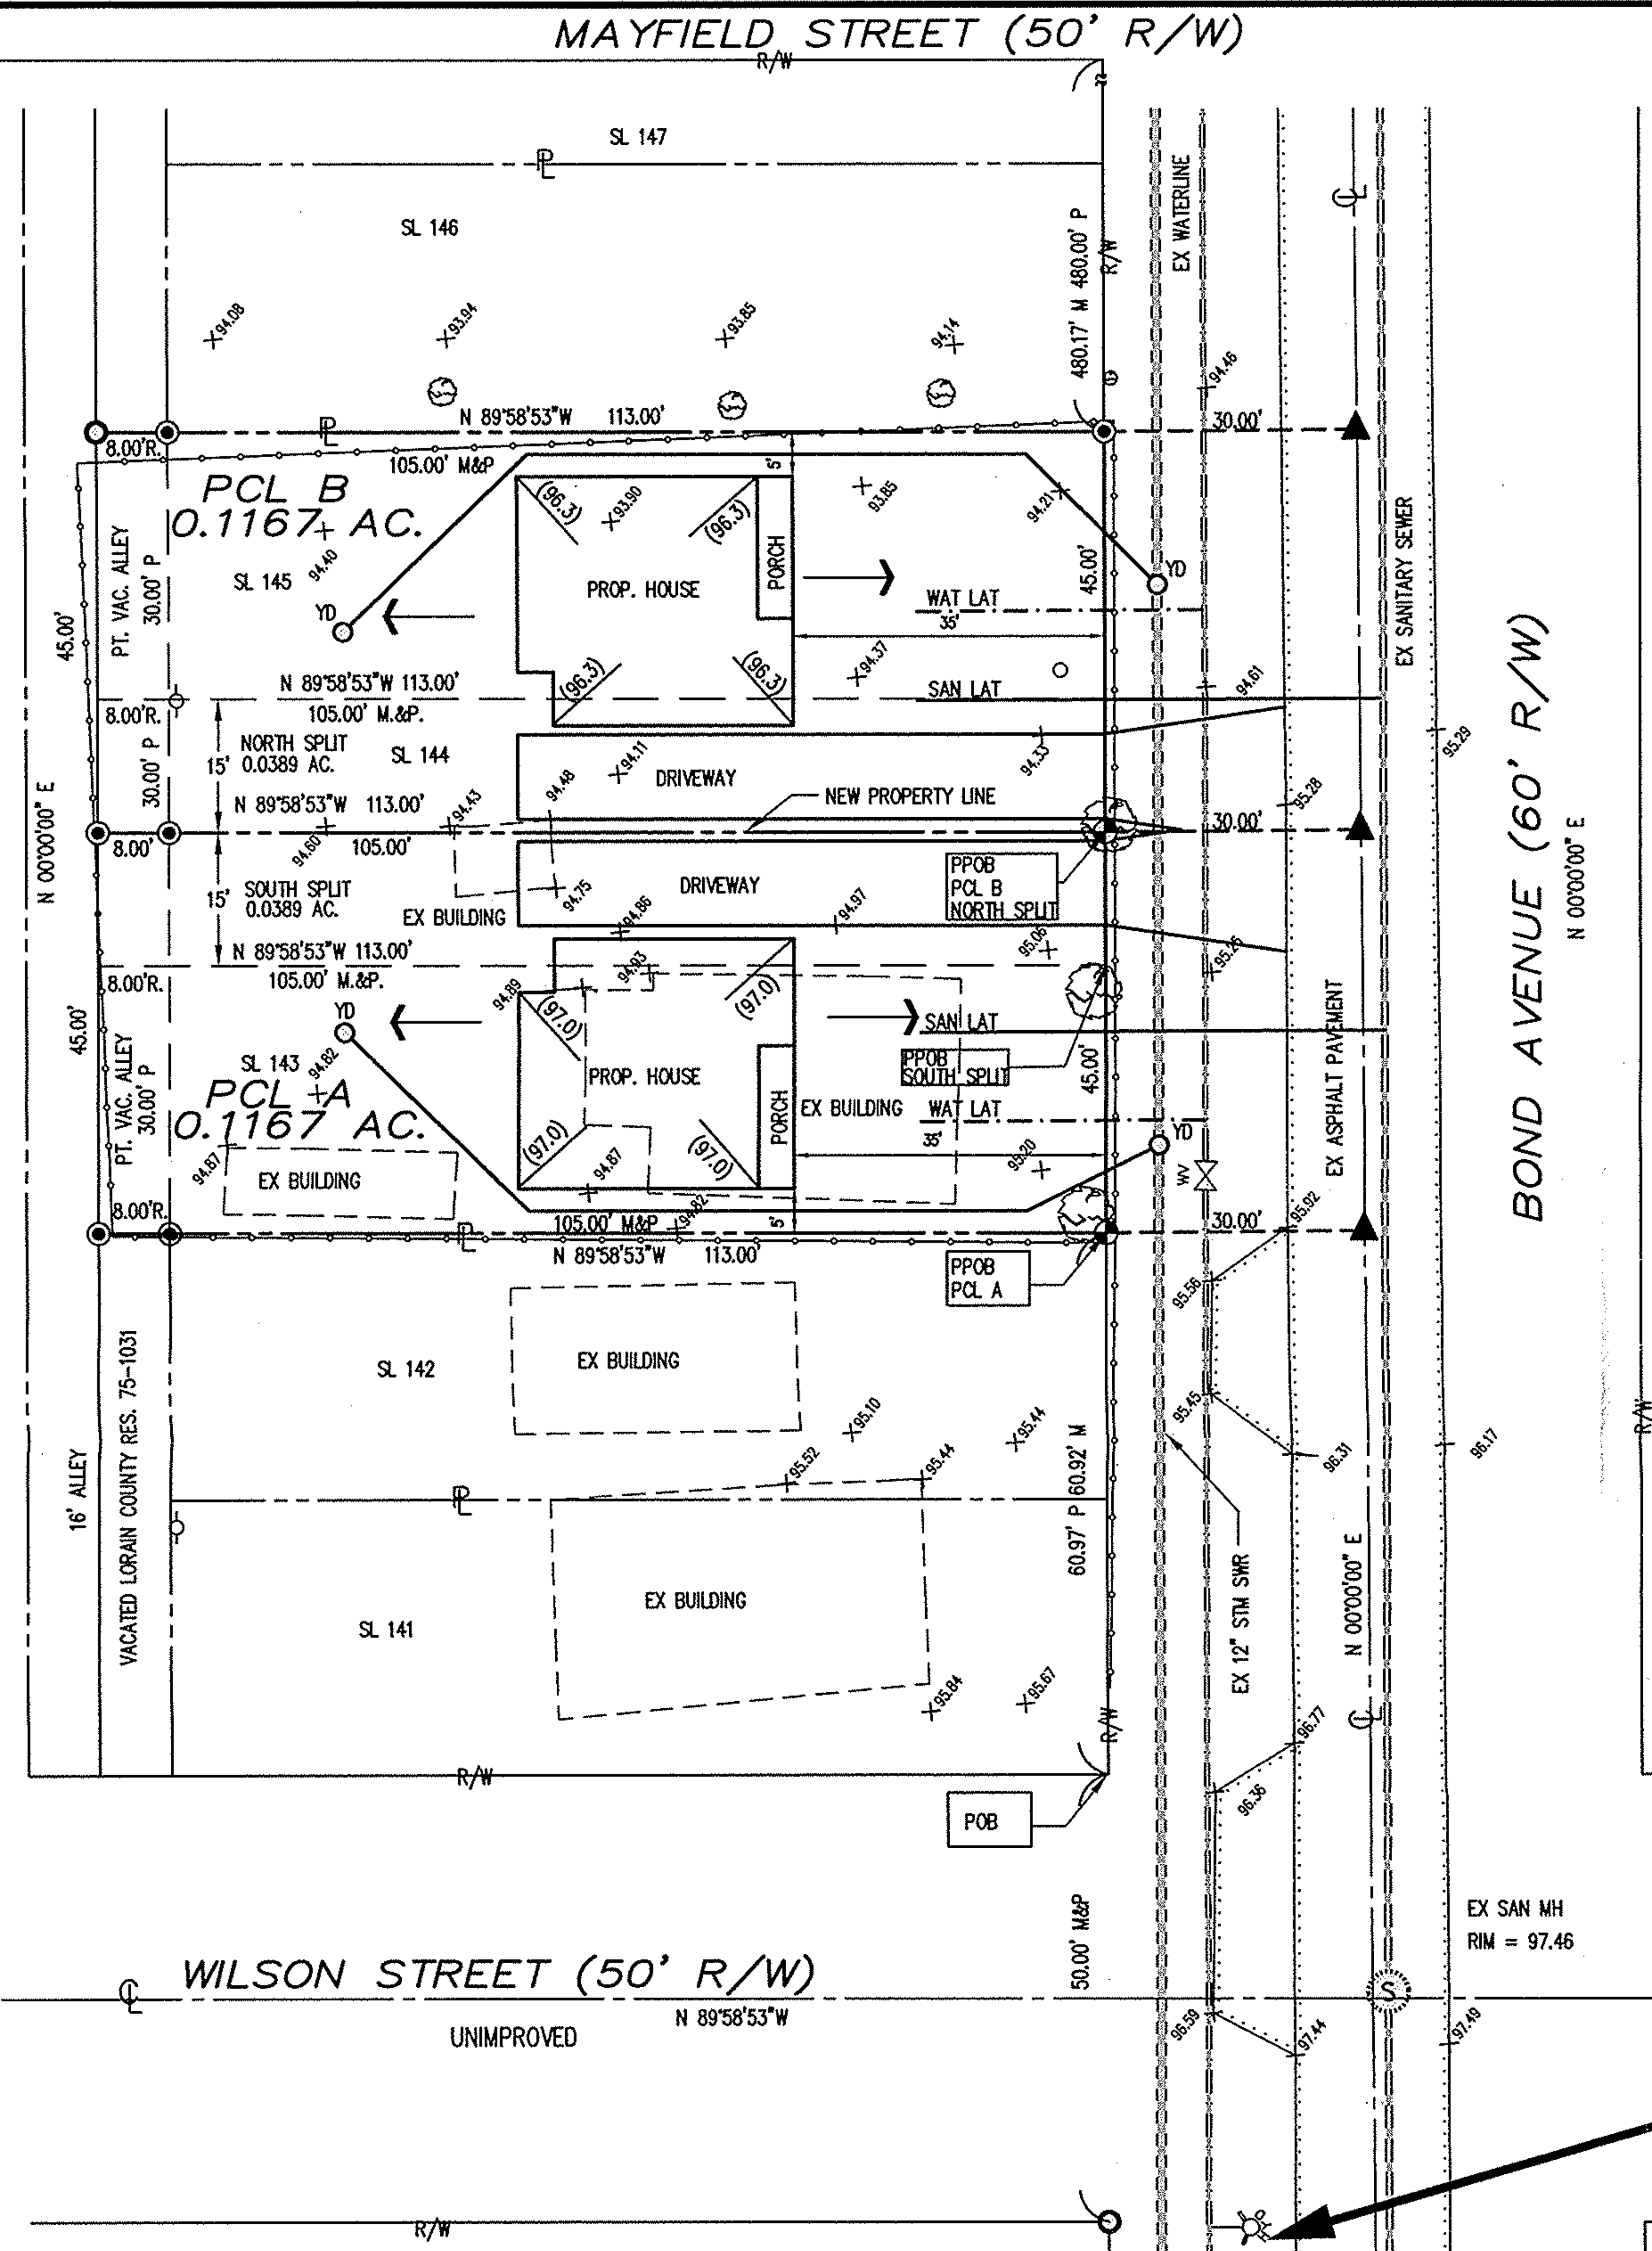 MAYFIELD STREET (50' R/W)
R/W
SL 147
PL
SL 146
480.17' M 480.00' P
R/W
EX WATERLINE
CL
94.08
93.94
93.85
94.14
94.46
N 89°58'53"W 113.00'
PL
30.00'
8.00'R.
105.00' M&P
5'
PCL B
0.1167 AC.
(96.3)
93.90
(96.3)
93.85
94.21
94.40
SL 145
PT. VAC. ALLEY
30.00' P
45.00'
YD
PROP. HOUSE
PORCH
WAT LAT
35'
45.00'
YD
EX SANITARY SEWER
(96.3)
(96.3)
94.37
N 89°58'53"W 113.00'
SAN LAT
94.61
8.00'R.
105.00' M.&P.
95.29
NORTH SPLIT
0.0389 AC.
15'
30.00' P
SL 144
94.11
DRIVEWAY
94.33
94.48
N 89°58'53"W 113.00'
94.43
NEW PROPERTY LINE
95.28
30.00'
N 00°00'00" E
8.00'
94.60
105.00'
15'
SOUTH SPLIT
0.0389 AC.
EX BUILDING
94.75
DRIVEWAY
PPOB
PCL B
NORTH SPLIT
94.86
94.97
95.06
95.26
N 89°58'53"W 113.00'
8.00'R.
105.00' M.&P.
94.89
94.93
(97.0)
(97.0)
45.00'
YD
SAN LAT
SL 143
94.82
PPOB
SOUTH SPLIT
45.00'
PCL A
0.1167 AC.
PT. VAC. ALLEY
30.00' P
PROP. HOUSE
PORCH
EX BUILDING
WAT LAT
35'
YD
WV
EX ASPHALT PAVEMENT
BOND AVENUE (60' R/W)
N 00°00'00" E
(97.0)
(97.0)
94.87
95.20
94.87
EX BUILDING
8.00'R.
105.00' M&P
94.82
5'
30.00'
95.92
PL
N 89°58'53"W 113.00'
PPOB
PCL A
95.56
SL 142
EX BUILDING
95.10
95.44
95.45
96.31
96.17
R/W
95.52
95.44
PL
16' ALLEY
VACATED LORAIN COUNTY RES. 75-1031
60.97' P 60.92' M
EX BUILDING
SL 141
EX 12" STM SWR
N 00°00'00" E
95.84
95.67
R/W
CL
96.77
R/W
96.36
POB
50.00' M&P
EX SAN MH
RIM = 97.46
WILSON STREET (50' R/W)
CL
S
N 89°58'53"W
UNIMPROVED
96.59
97.44
97.49
R/W
HYD